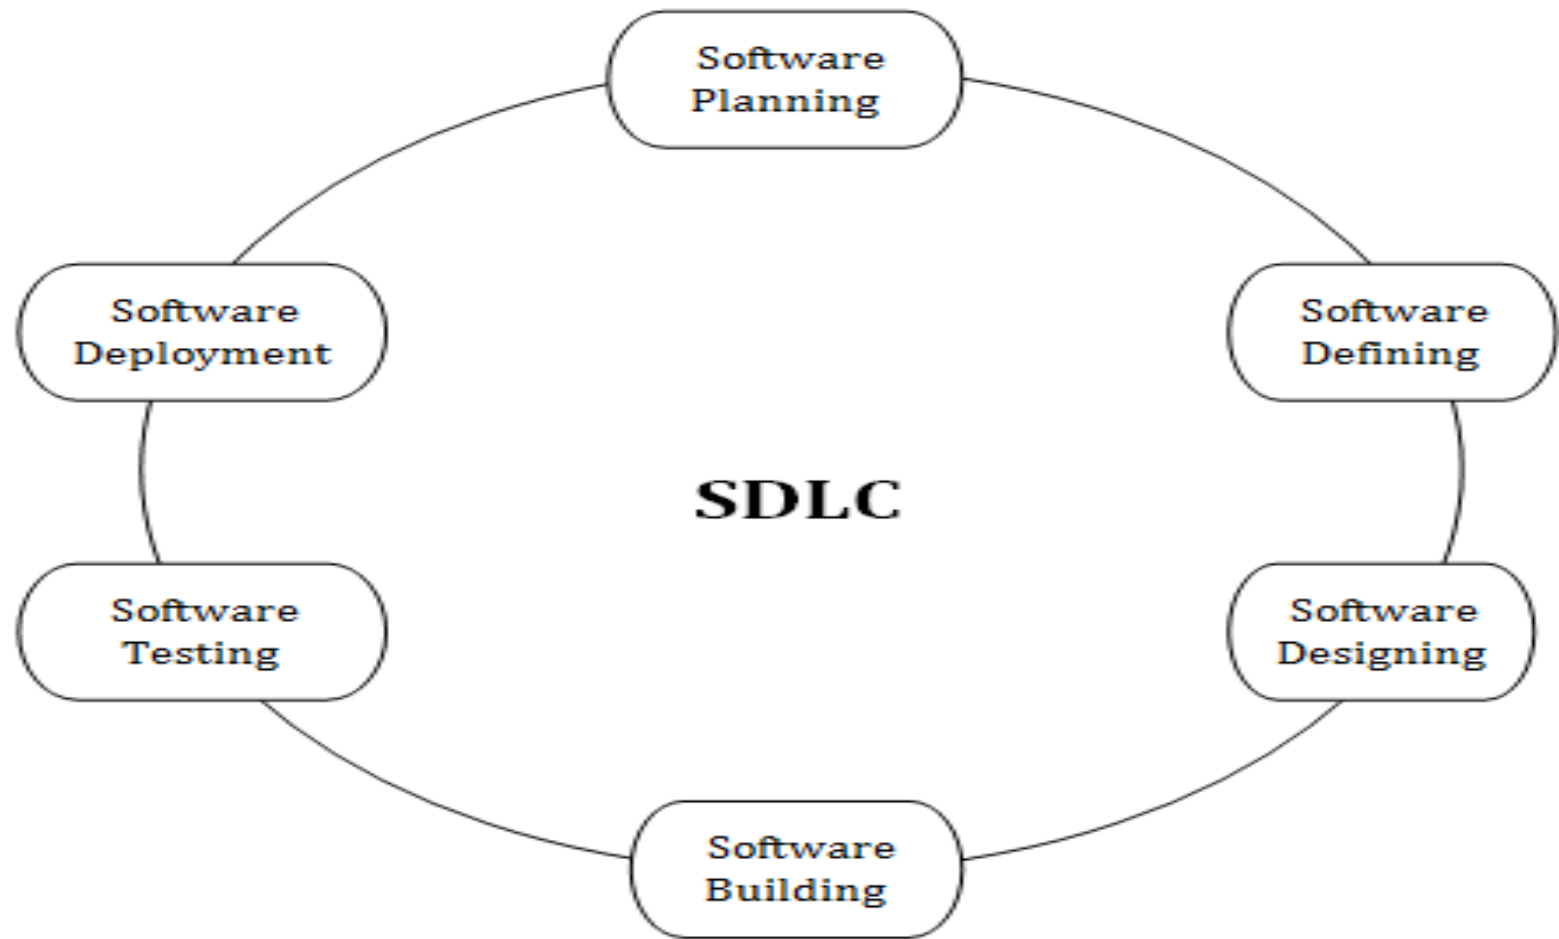 Software
Planning
Software
Deployment
Software
Defining
SDLC
Software
Testing
Software
Designing
Software
Building